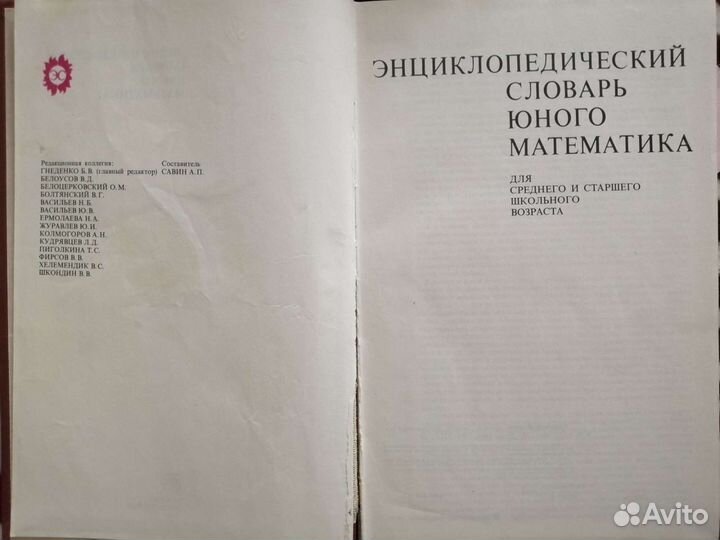 ЭС
Редакционная коллегия:
ГНЕДЕНКО Б.В. (главный редактор)
БЕЛОУСОВ В.Д.
БЕЛОЦЕРКОВСКИЙ О.М.
БОЛТЯНСКИЙ В.Г.
ВАСИЛЬЕВ Н.Б.
ВАСИЛЬЕВ Ю.В.
ЕРМОЛАЕВА Н.А.
ЖУРАВЛЕВ Ю.И.
КОЛМОГОРОВ А.Н.
КУДРЯВЦЕВ Л.Д.
ПИГОЛКИНА Т.С.
ФИРСОВ В.В.
ХЕЛЕМЕНДИК В.С.
ШКОНДИН В.В.
Составитель
САВИН А.П.
ЭНЦИКЛОПЕДИЧЕСКИЙ
СЛОВАРЬ
ЮНОГО
МАТЕМАТИКА
ДЛЯ
СРЕДНЕГО И СТАРШЕГО
ШКОЛЬНОГО
ВОЗРАСТА
Avito